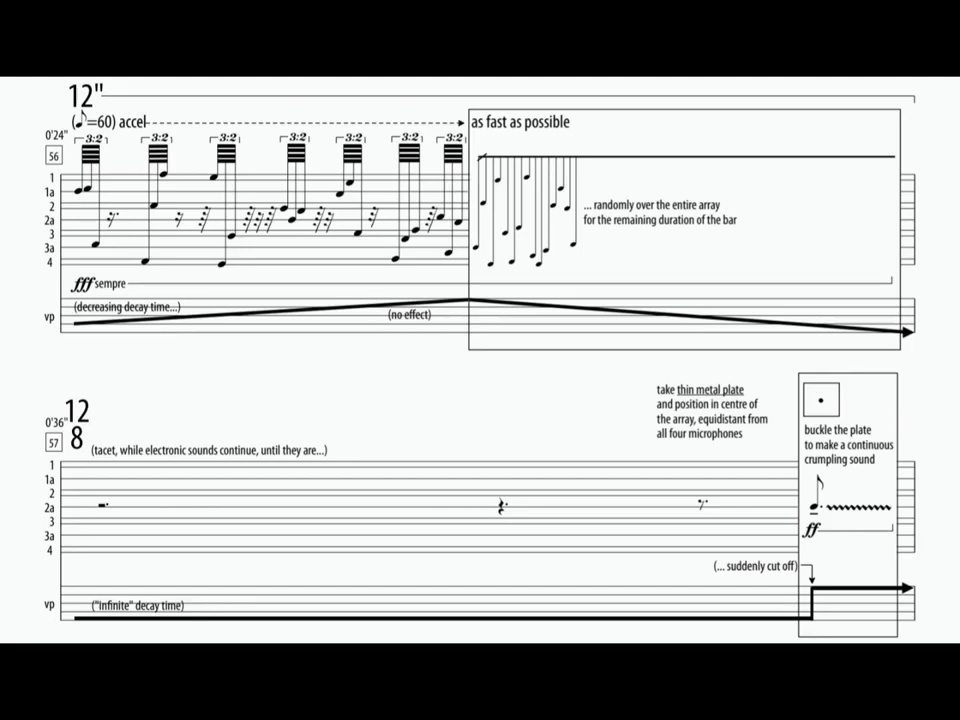 12"
(♪=60) accel
as fast as possible
0'24"
3:2 3:2 3:2 3:2 3:2 3:2 3:2
56
1
1a
2
2a
3
3a
4
... randomly over the entire array
for the remaining duration of the bar
fff sempre
(decreasing decay time...)
(no effect)
vp
take thin metal plate
and position in centre of
the array, equidistant from
all four microphones
0'36" 12
57 8
(tacet, while electronic sounds continue, until they are...)
buckle the plate
to make a continuous
crumpling sound
1
1a
2
2a
3
3a
4
ff
(... suddenly cut off)
vp
("infinite" decay time)